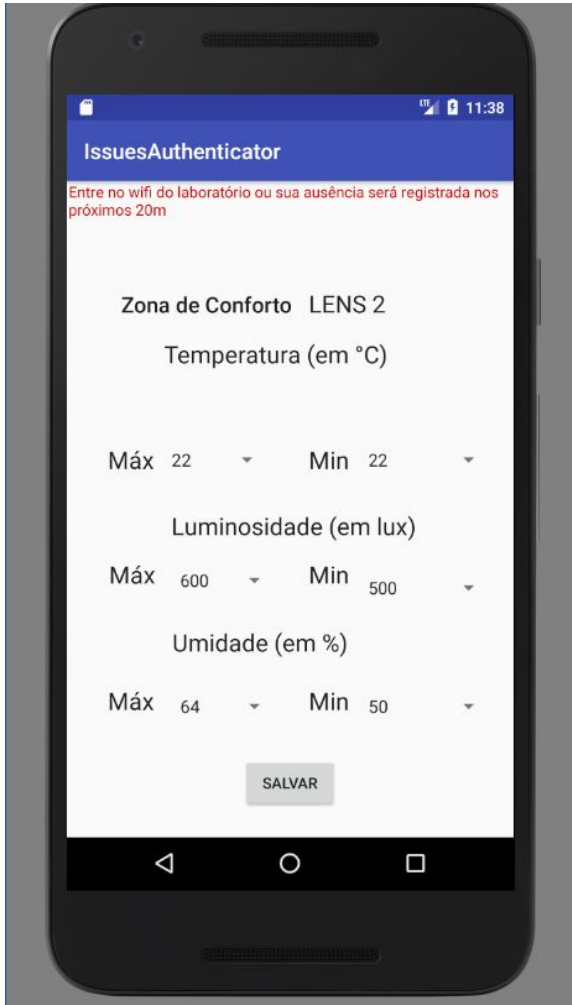 LTE 11:38
IssuesAuthenticator
Entre no wifi do laboratório ou sua ausência será registrada nos
próximos 20m
Zona de Conforto LENS 2
Temperatura (em °C)
Máx 22 Min 22
Luminosidade (em lux)
Máx 600 Min 500
Umidade (em %)
Máx 64 Min 50
SALVAR